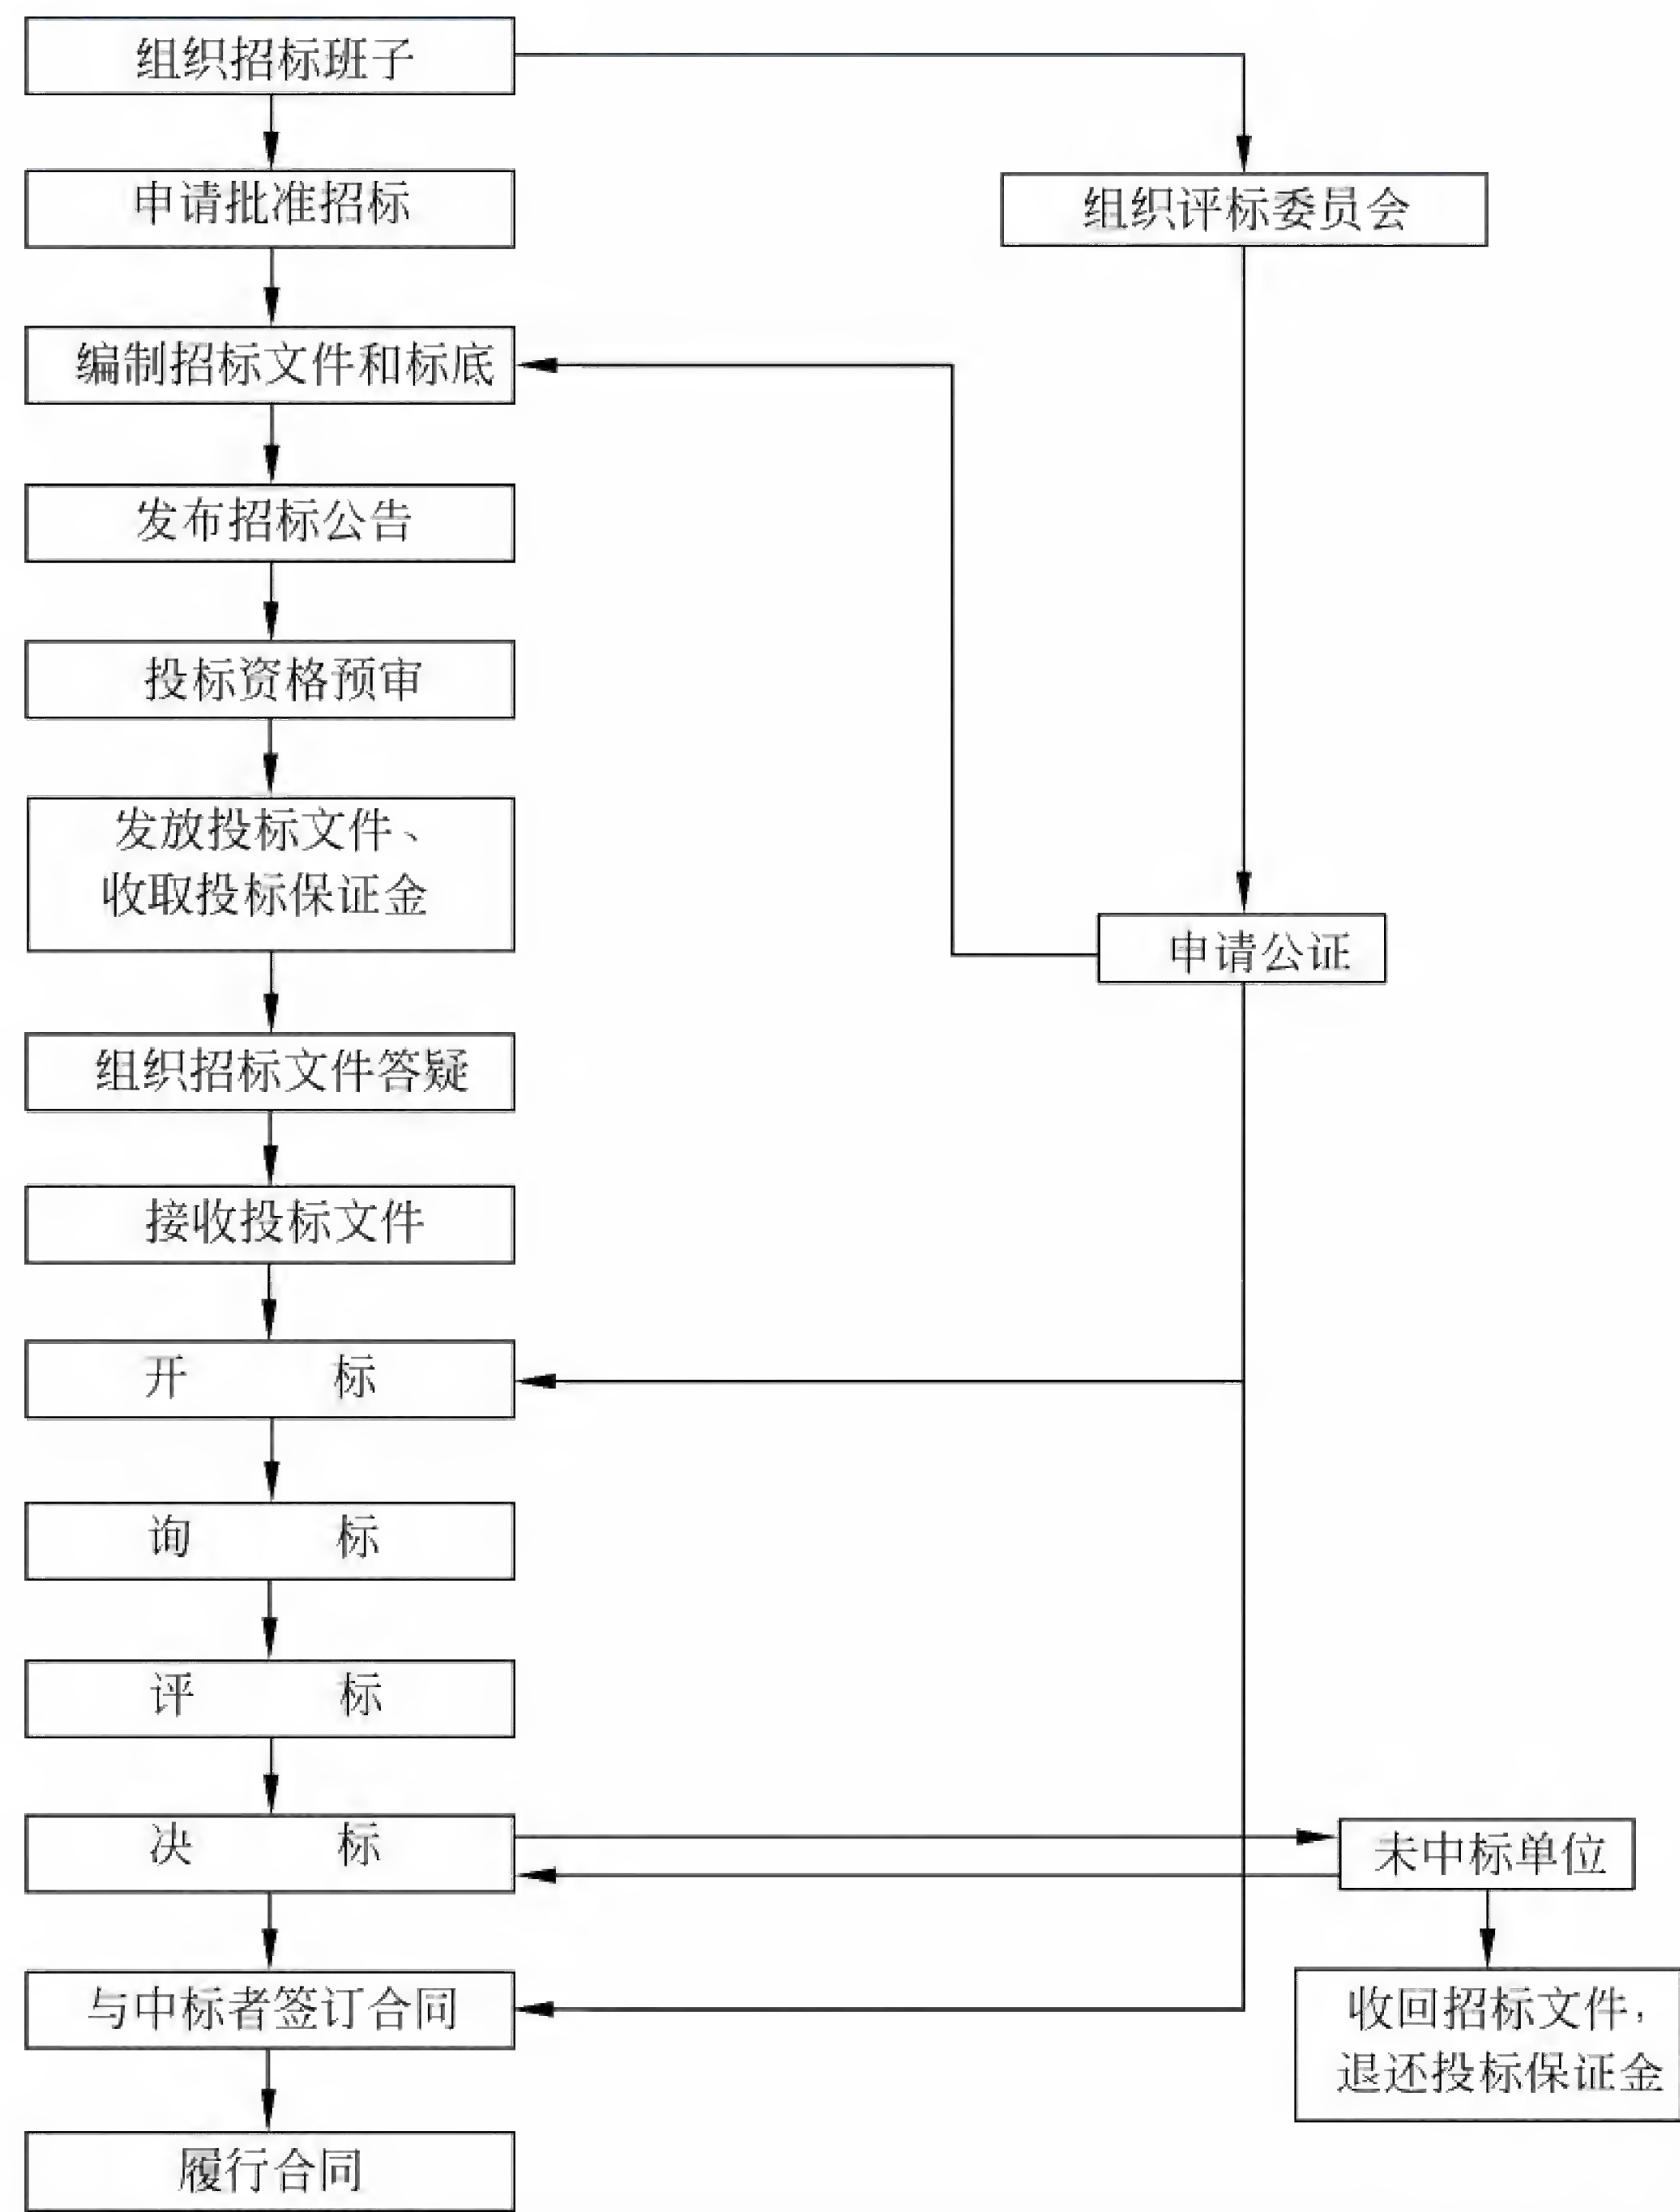 组织招标班子
申请批准招标
组织评标委员会
编制招标文件和标底
发布招标公告
投标资格预审
发放投标文件、
收取投标保证金
申请公证
组织招标文件答疑
接收投标文件
开 标
询 标
评 标
决 标
未中标单位
与中标者签订合同
收回招标文件，
退还投标保证金
履行合同